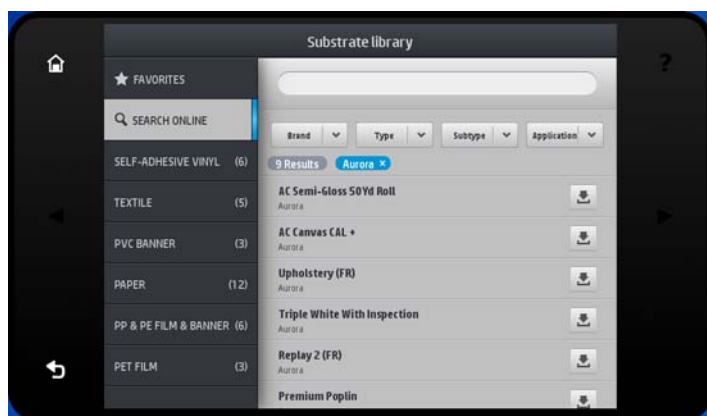 Substrate library
?
FAVORITES
SEARCH ONLINE
SELF-ADHESIVE VINYL (6)
TEXTILE (5)
PVC BANNER (3)
PAPER (12)
PP & PE FILM & BANNER (6)
PET FILM (3)
Brand Type Subtype Application
9 Results Aurora ×
AC Semi-Gloss 50Yd Roll
Aurora
AC Canvas CAL +
Aurora
Upholstery (FR)
Aurora
Triple White With Inspection
Aurora
Replay 2 (FR)
Aurora
Premium Poplin